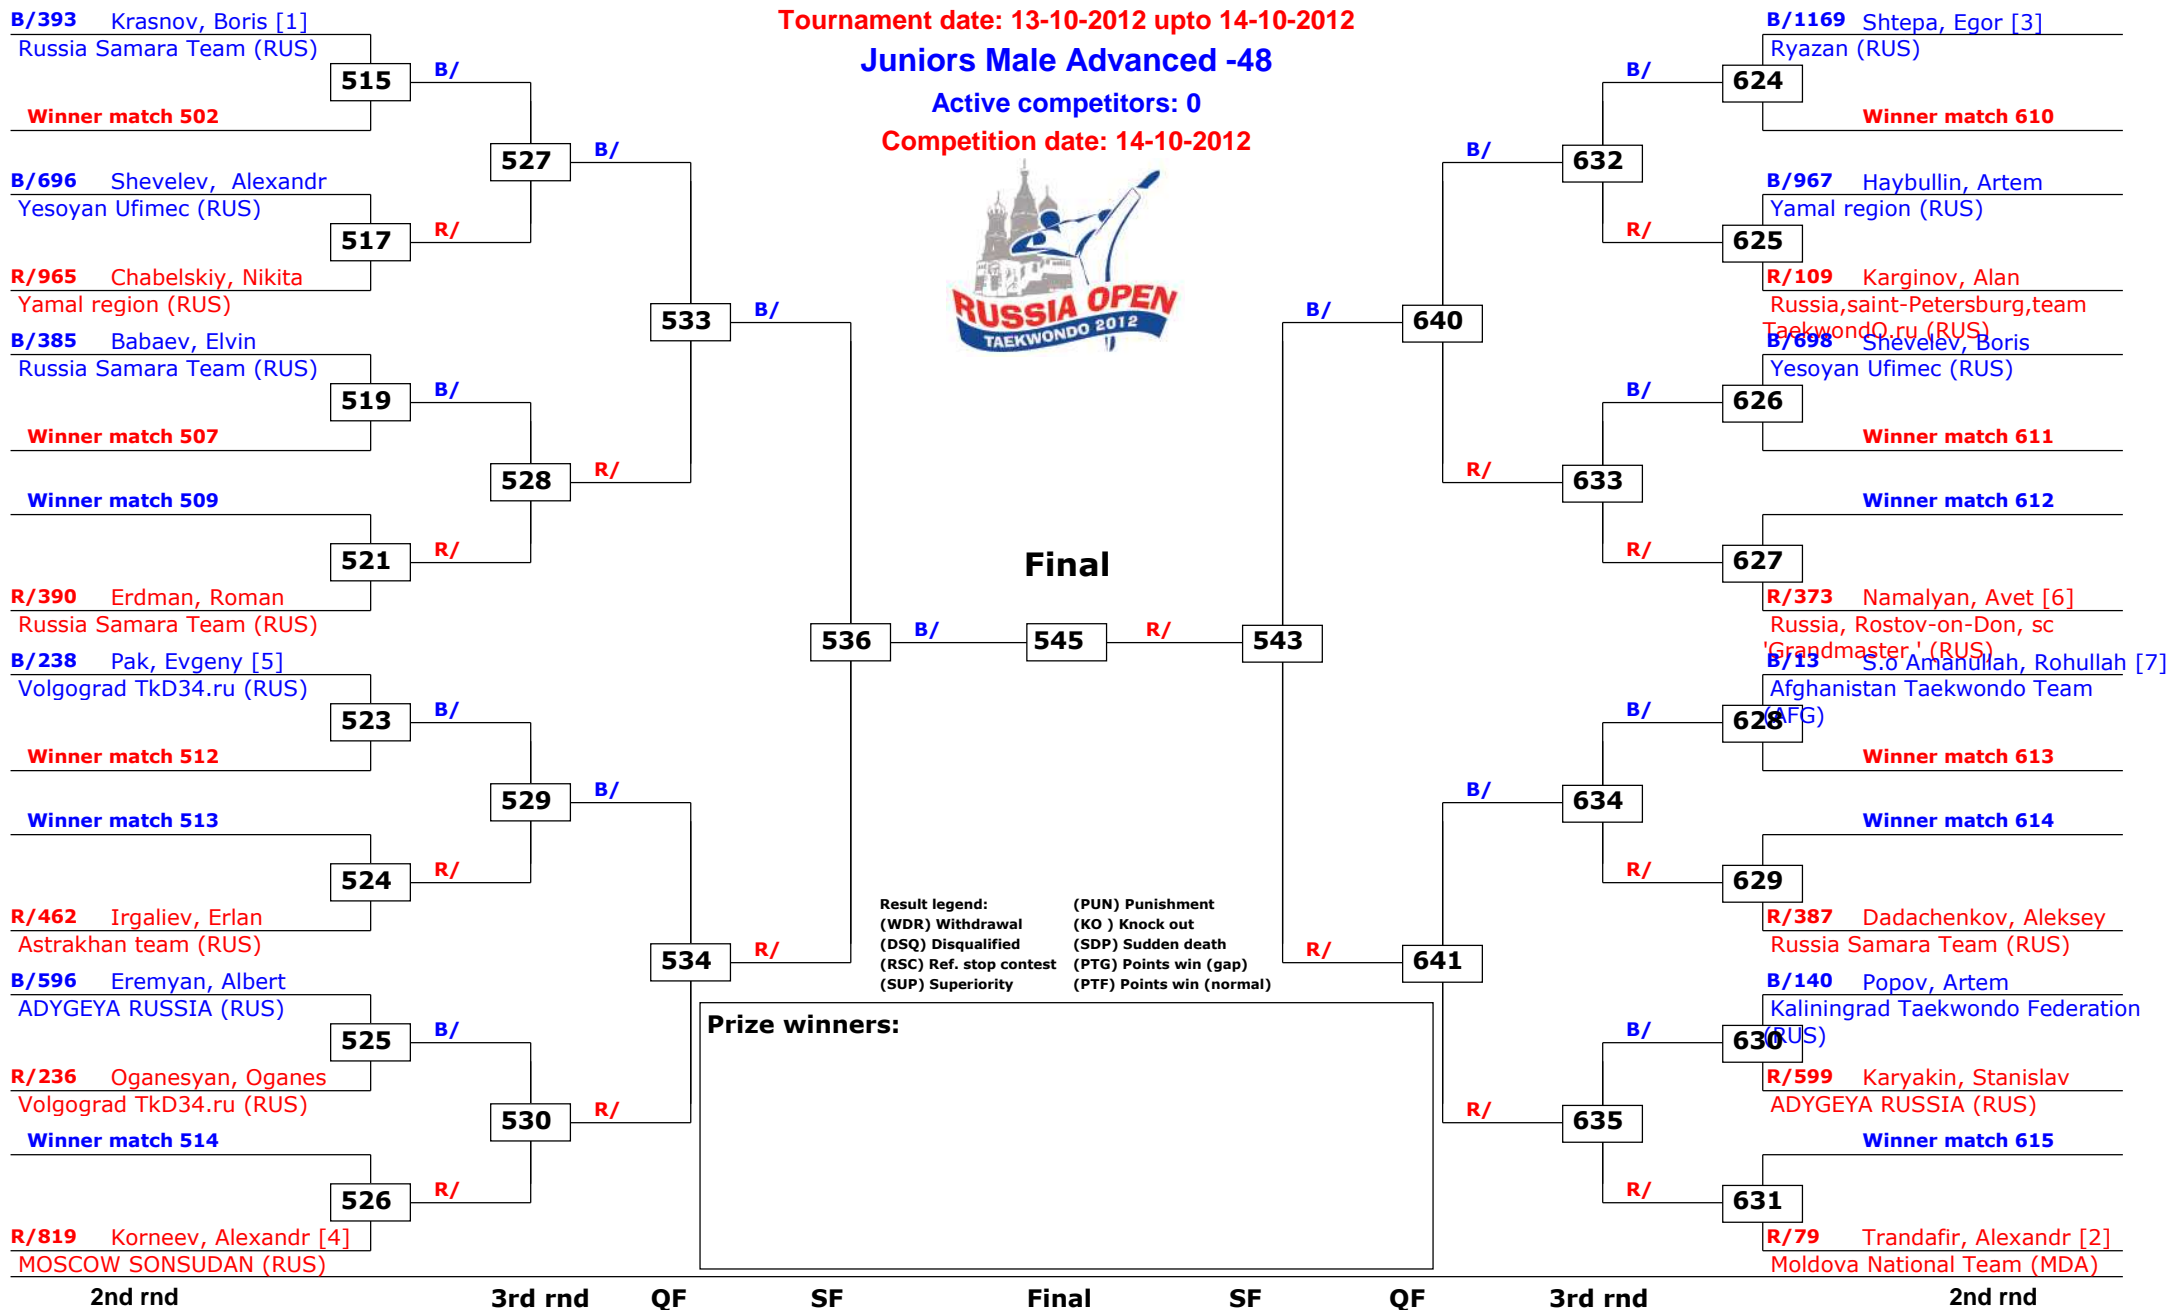 Tournament date: 13-10-2012 upto 14-10-2012
Juniors Male Advanced -48
Active competitors: 0
Competition date: 14-10-2012
RUSSIA OPEN
TAEKWONDO 2012
B/393 Krasnov, Boris [1]
Russia Samara Team (RUS)
515
B/
Winner match 502
527
B/
B/696 Shevelev, Alexandr
Yesoyan Ufimec (RUS)
517
R/
R/965 Chabelskiy, Nikita
Yamal region (RUS)
533
B/
B/385 Babaev, Elvin
Russia Samara Team (RUS)
519
B/
Winner match 507
528
R/
Winner match 509
521
R/
R/390 Erdman, Roman
Russia Samara Team (RUS)
536
B/
B/238 Pak, Evgeny [5]
Volgograd TkD34.ru (RUS)
523
B/
Winner match 512
529
B/
Winner match 513
524
R/
R/462 Irgaliev, Erlan
Astrakhan team (RUS)
534
R/
B/596 Eremyan, Albert
ADYGEYA RUSSIA (RUS)
525
B/
R/236 Oganesyan, Oganes
Volgograd TkD34.ru (RUS)
530
R/
Winner match 514
526
R/
R/819 Korneev, Alexandr [4]
MOSCOW SONSUDAN (RUS)
Final
545
R/
543
B/1169 Shtepa, Egor [3]
Ryazan (RUS)
B/
624
Winner match 610
B/
632
B/967 Haybullin, Artem
Yamal region (RUS)
R/
625
R/109 Karginov, Alan
Russia,saint-Petersburg,team
TaekwondO.ru (RUS)
B/
640
B/698 Shevelev, Boris
Yesoyan Ufimec (RUS)
B/
626
Winner match 611
R/
633
Winner match 612
R/
627
R/373 Namalyan, Avet [6]
Russia, Rostov-on-Don, sc
'Grandmaster ' (RUS)
B/13 S.o Amanullah, Rohullah [7]
Afghanistan Taekwondo Team
(AFG)
B/
628
Winner match 613
B/
634
Winner match 614
R/
629
R/387 Dadachenkov, Aleksey
Russia Samara Team (RUS)
R/
641
B/140 Popov, Artem
Kaliningrad Taekwondo Federation
(RUS)
B/
630
R/599 Karyakin, Stanislav
ADYGEYA RUSSIA (RUS)
R/
635
Winner match 615
R/
631
R/79 Trandafir, Alexandr [2]
Moldova National Team (MDA)
Result legend: (PUN) Punishment
(WDR) Withdrawal (KO ) Knock out
(DSQ) Disqualified (SDP) Sudden death
(RSC) Ref. stop contest (PTG) Points win (gap)
(SUP) Superiority (PTF) Points win (normal)
Prize winners:
2nd rnd 3rd rnd QF SF Final SF QF 3rd rnd 2nd rnd